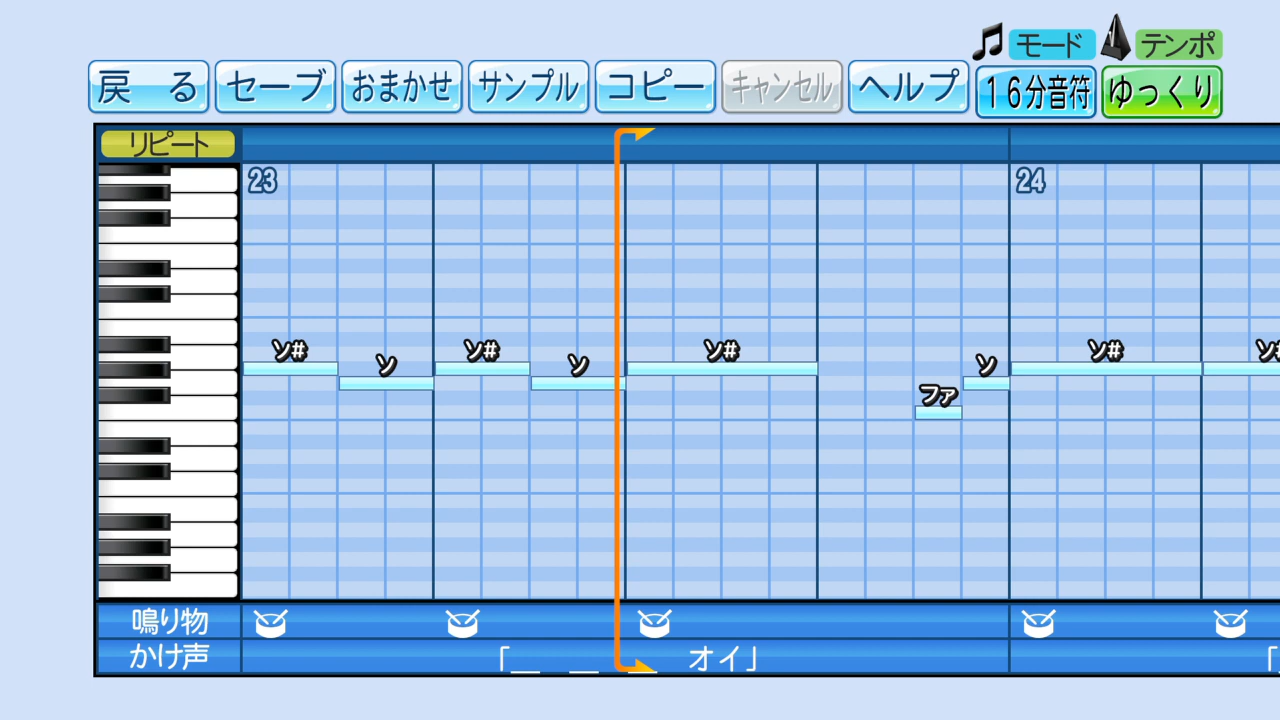 モード テンポ
戻 る セーブ おまかせ サンプル コピー キャンセル ヘルプ 16分音符 ゆっくり
リピート
23 24
ソ# ソ ソ# ソ ソ# ファ ソ ソ# ソ#
鳴り物
かけ声 「＿ ＿ ＿ オイ」 「